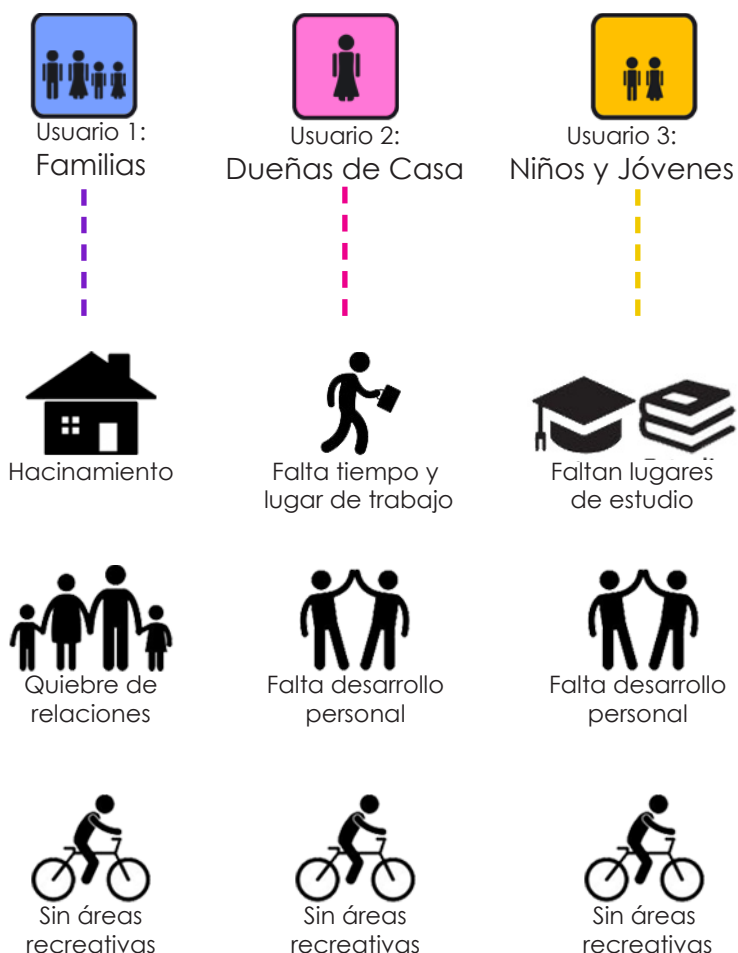 Usuario 1:
Familias
Usuario 2:
Dueñas de Casa
Usuario 3:
Niños y Jóvenes
Hacinamiento
Falta tiempo y
lugar de trabajo
Faltan lugares
de estudio
Quiebre de
relaciones
Falta desarrollo
personal
Falta desarrollo
personal
Sin áreas
recreativas
Sin áreas
recreativas
Sin áreas
recreativas